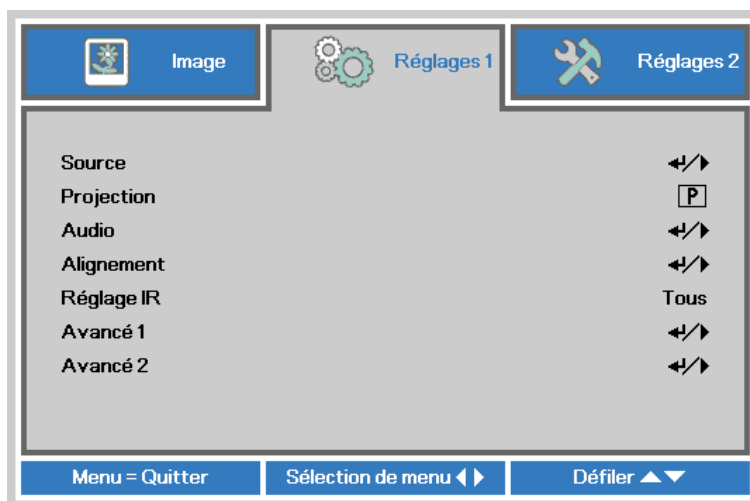 Image Réglages 1 Réglages 2
Source ↲/▶
Projection P
Audio ↲/▶
Alignement ↲/▶
Réglage IR Tous
Avancé 1 ↲/▶
Avancé 2 ↲/▶
Menu = Quitter Sélection de menu ◀ ▶ Défiler ▲▼